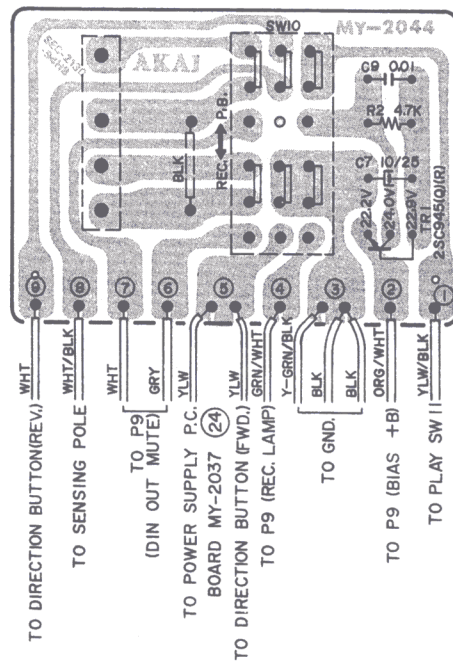 SW10
MY-2044
AKAI
P.B.
REC.
BLK
C9 0.01
R2 4.7K
C7 10/25
22.2V
24.0V
22.9V
TR1
2SC945(Q)(R)
9
8
7
6
5
4
3
2
1
WHT
WHT/BLK
WHT
GRY
YLW
YLW
GRN/WHT
Y-GRN/BLK
BLK
BLK
ORG/WHT
YLW/BLK
TO DIRECTION BUTTON(REV.)
TO SENSING POLE
TO P9
(DIN OUT MUTE)
TO POWER SUPPLY P.C.
BOARD MY-2037 24
TO DIRECTION BUTTON (FWD.)
TO P9 (REC. LAMP)
TO GND.
TO P9 (BIAS +B)
TO PLAY SW 11